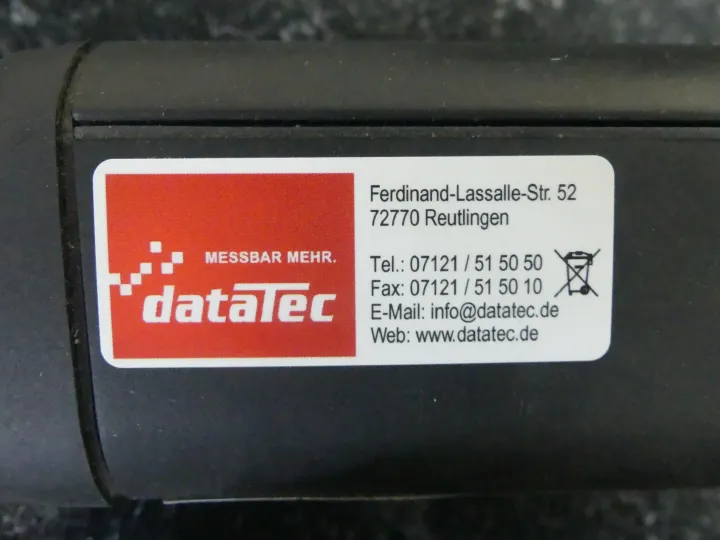 MESSBAR MEHR.
dataTec
Ferdinand-Lassalle-Str. 52
72770 Reutlingen
Tel.: 07121 / 51 50 50
Fax: 07121 / 51 50 10
E-Mail: info@datatec.de
Web: www.datatec.de